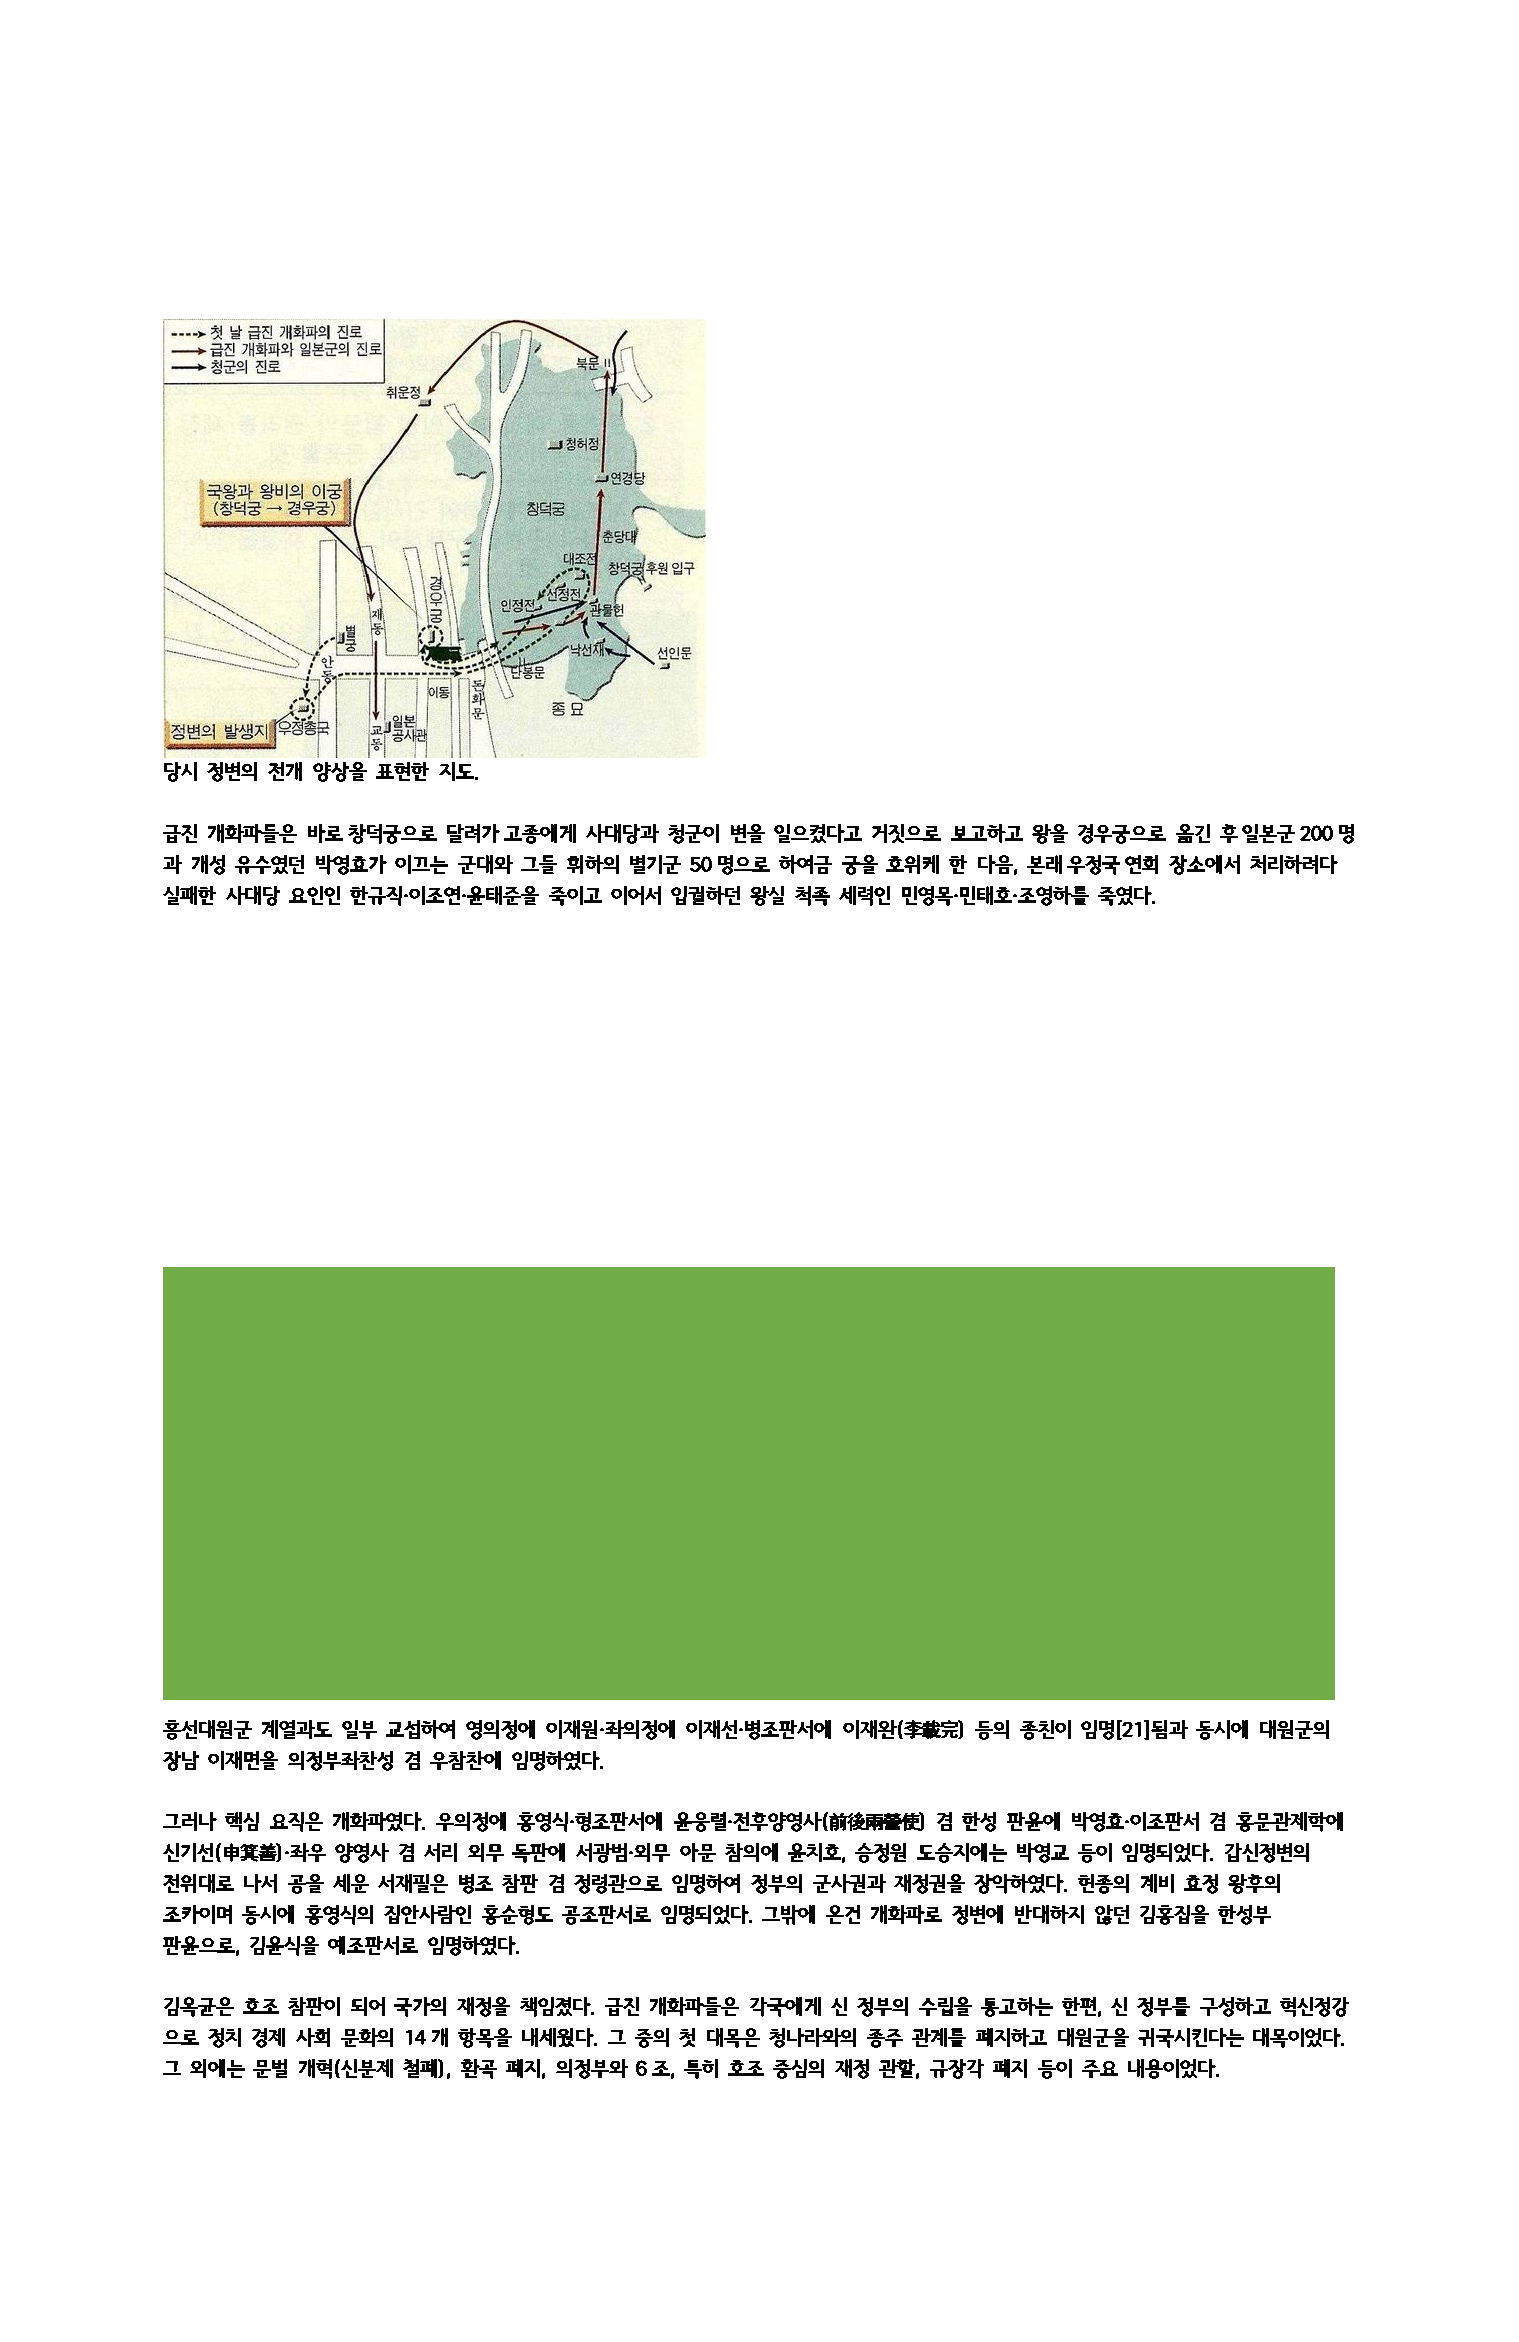 첫 날 급진 개화파의 진로
급진 개화파와 일본군의 진로
청군의 진로
북문
취운정
청허정
연경당
국왕과 왕비의 이궁
(창덕궁 → 경우궁)
창덕궁
춘당대
대조전
창덕궁 후원 입구
경우궁
선정전
인정전
관물헌
재동
별궁
낙선재
선인문
안동
단봉문
이동
돈화문
종묘
정변의 발생지
우정총국
교동
일본
공사관
당시 정변의 전개 양상을 표현한 지도.
급진 개화파들은 바로 창덕궁으로 달려가 고종에게 사대당과 청군이 변을 일으켰다고 거짓으로 보고하고 왕을 경우궁으로 옮긴 후 일본군 200 명
과 개성 유수였던 박영효가 이끄는 군대와 그들 휘하의 별기군 50 명으로 하여금 궁을 호위케 한 다음, 본래 우정국 연회 장소에서 처리하려다
실패한 사대당 요인인 한규직·이조연·윤태준을 죽이고 이어서 입궐하던 왕실 척족 세력인 민영목·민태호·조영하를 죽였다.
흥선대원군 계열과도 일부 교섭하여 영의정에 이재원·좌의정에 이재선·병조판서에 이재완(李載完) 등의 종친이 임명[21]됨과 동시에 대원군의
장남 이재면을 의정부좌찬성 겸 우참찬에 임명하였다.
그러나 핵심 요직은 개화파였다. 우의정에 홍영식·형조판서에 윤웅렬·전후양영사(前後兩營使) 겸 한성 판윤에 박영효·이조판서 겸 홍문관제학에
신기선(申箕善)·좌우 양영사 겸 서리 외무 독판에 서광범·외무 아문 참의에 윤치호, 승정원 도승지에는 박영교 등이 임명되었다. 갑신정변의
전위대로 나서 공을 세운 서재필은 병조 참판 겸 정령관으로 임명하여 정부의 군사권과 재정권을 장악하였다. 헌종의 계비 효정 왕후의
조카이며 동시에 홍영식의 집안사람인 홍순형도 공조판서로 임명되었다. 그밖에 온건 개화파로 정변에 반대하지 않던 김홍집을 한성부
판윤으로, 김윤식을 예조판서로 임명하였다.
김옥균은 호조 참판이 되어 국가의 재정을 책임졌다. 급진 개화파들은 각국에게 신 정부의 수립을 통고하는 한편, 신 정부를 구성하고 혁신정강
으로 정치 경제 사회 문화의 14 개 항목을 내세웠다. 그 중의 첫 대목은 청나라와의 종주 관계를 폐지하고 대원군을 귀국시킨다는 대목이었다.
그 외에는 문벌 개혁(신분제 철폐), 환곡 폐지, 의정부와 6 조, 특히 호조 중심의 재정 관할, 규장각 폐지 등이 주요 내용이었다.